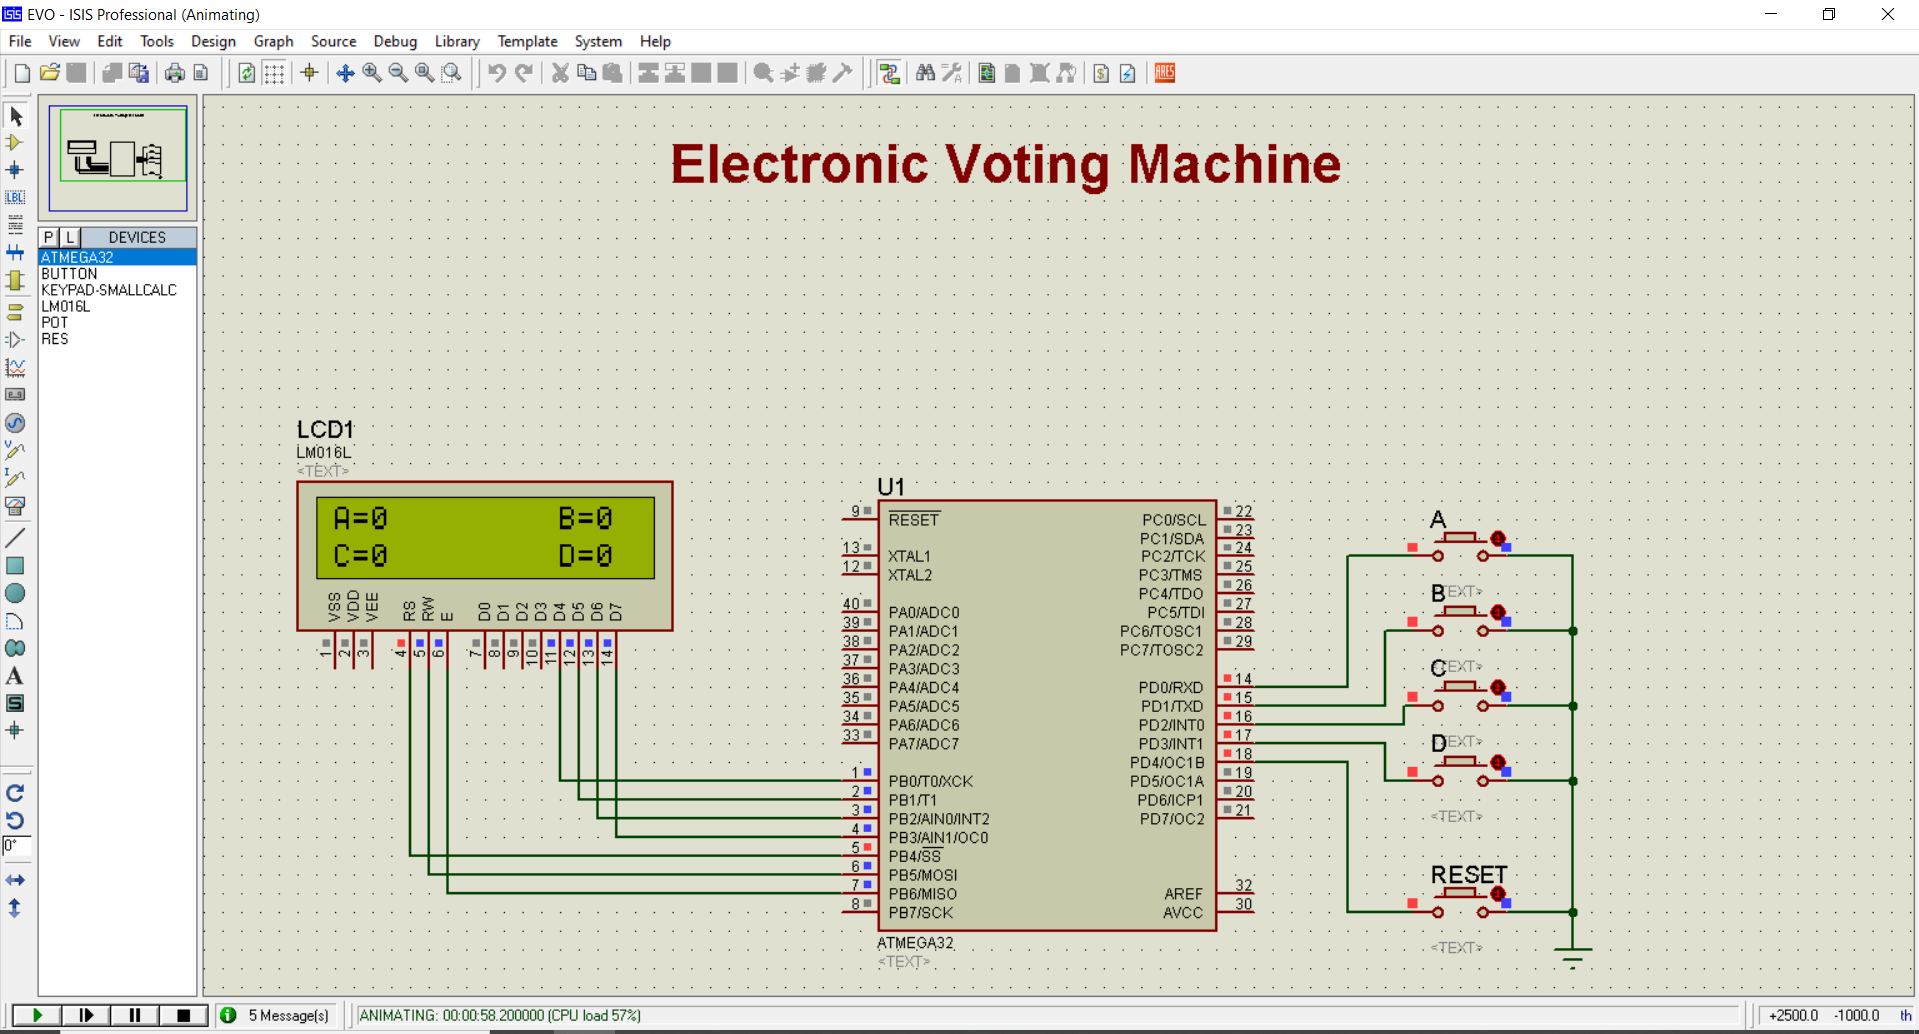 EVO - ISIS Professional (Animating)
File View Edit Tools Design Graph Source Debug Library Template System Help
ARES
LBL
P L DEVICES
ATMEGA32
BUTTON
KEYPAD-SMALLCALC
LM016L
POT
RES
0°
Electronic Voting Machine
LCD1
LM016L
<TEXT>
A=0 B=0
C=0 D=0
VSS VDD VEE RS RW E D0 D1 D2 D3 D4 D5 D6 D7
1 2 3 4 5 6 7 8 9 10 11 12 13 14
U1
9 RESET PC0/SCL 22
PC1/SDA 23
13 XTAL1 PC2/TCK 24
12 XTAL2 PC3/TMS 25
PC4/TDO 26
40 PA0/ADC0 PC5/TDI 27
39 PA1/ADC1 PC6/TOSC1 28
38 PA2/ADC2 PC7/TOSC2 29
37 PA3/ADC3
36 PA4/ADC4 PD0/RXD 14
35 PA5/ADC5 PD1/TXD 15
34 PA6/ADC6 PD2/INT0 16
33 PA7/ADC7 PD3/INT1 17
PD4/OC1B 18
1 PB0/T0/XCK PD5/OC1A 19
2 PB1/T1 PD6/ICP1 20
3 PB2/AIN0/INT2 PD7/OC2 21
4 PB3/AIN1/OC0
5 PB4/SS
6 PB5/MOSI
7 PB6/MISO AREF 32
8 PB7/SCK AVCC 30
ATMEGA32
<TEXT>
A
B <TEXT>
C <TEXT>
D <TEXT>
<TEXT>
RESET
<TEXT>
5 Message(s) ANIMATING: 00:00:58.200000 (CPU load 57%) +2500.0 -1000.0 th